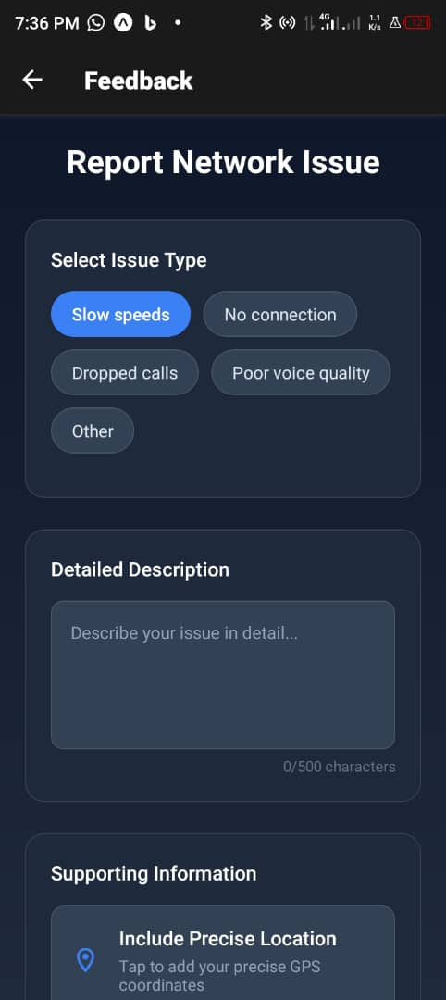 7:36 PM
4G
1.1
K/s
12
Feedback
Report Network Issue
Select Issue Type
Slow speeds
No connection
Dropped calls
Poor voice quality
Other
Detailed Description
Describe your issue in detail...
0/500 characters
Supporting Information
Include Precise Location
Tap to add your precise GPS
coordinates